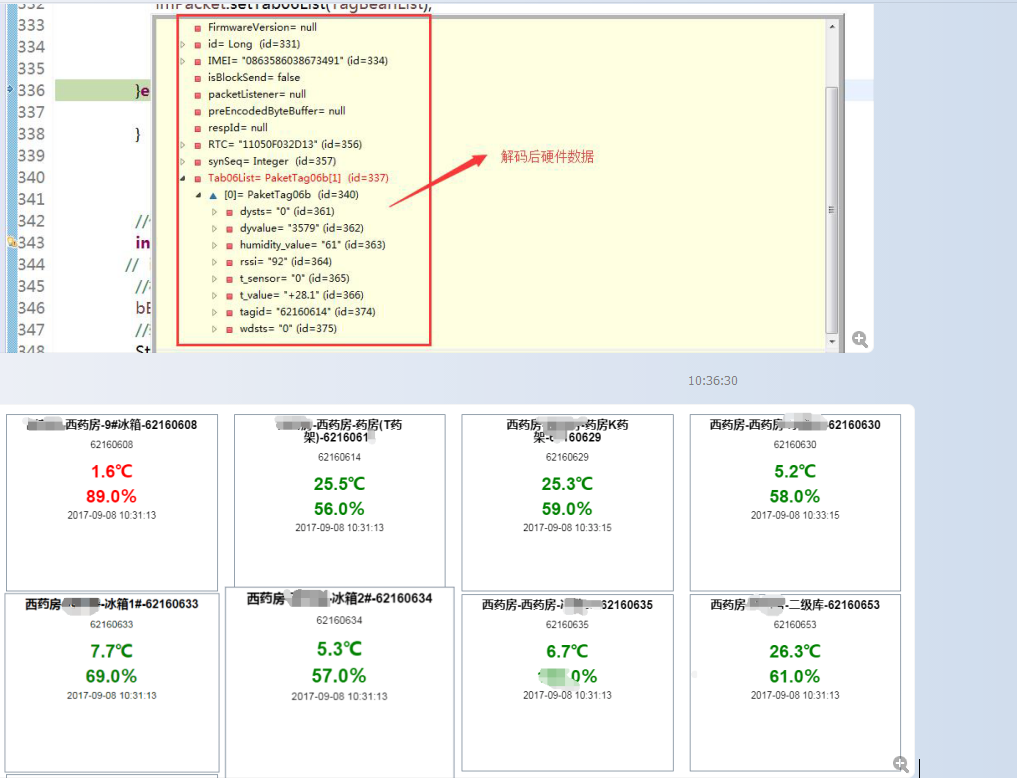 332
imPacket.setTab06List(TagBeanList);
333
334
335
336
}e
337
338
}
339
340
341
342
//
343
in
344
//
345
//
346
bE
347
//
348
St
FirmwareVersion= null
id= Long (id=331)
IMEI= "0863586038673491" (id=334)
isBlockSend= false
packetListener= null
preEncodedByteBuffer= null
respId= null
RTC= "11050F032D13" (id=356)
synSeq= Integer (id=357)
Tab06List= PaketTag06b[1] (id=337)
[0]= PaketTag06b (id=340)
dysts= "0" (id=361)
dyvalue= "3579" (id=362)
humidity_value= "61" (id=363)
rssi= "92" (id=364)
t_sensor= "0" (id=365)
t_value= "+28.1" (id=366)
tagid= "62160614" (id=374)
wdsts= "0" (id=375)
解码后硬件数据
10:36:30
西药房-9#冰箱-62160608
62160608
1.6℃
89.0%
2017-09-08 10:31:13
-西药房-药房(T药
架)-6216061
62160614
25.5℃
56.0%
2017-09-08 10:31:13
西药房-药房K药
架-60629
62160629
25.3℃
59.0%
2017-09-08 10:33:15
西药房-西药房-62160630
62160630
5.2℃
58.0%
2017-09-08 10:33:15
西药房-冰箱1#-62160633
62160633
7.7℃
69.0%
2017-09-08 10:31:13
西药房-冰箱2#-62160634
62160634
5.3℃
57.0%
2017-09-08 10:31:13
西药房-西药房-62160635
62160635
6.7℃
0%
2017-09-08 10:31:13
西药房-二级库-62160653
62160653
26.3℃
61.0%
2017-09-08 10:31:13